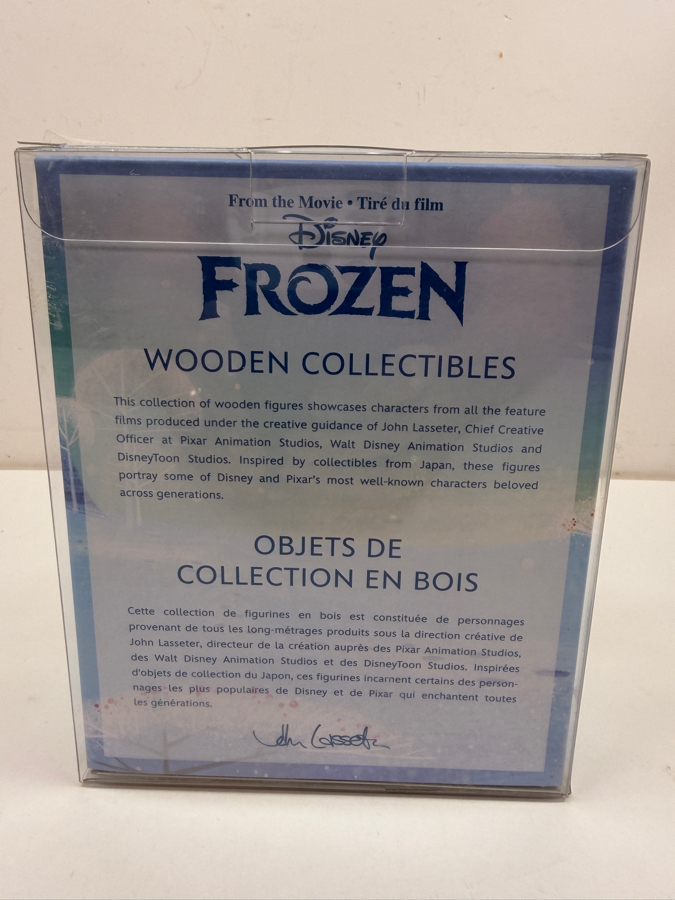 From the Movie • Tiré du film
Disney
FROZEN
WOODEN COLLECTIBLES
This collection of wooden figures showcases characters from all the feature
films produced under the creative guidance of John Lasseter, Chief Creative
Officer at Pixar Animation Studios, Walt Disney Animation Studios and
DisneyToon Studios. Inspired by collectibles from Japan, these figures
portray some of Disney and Pixar's most well-known characters beloved
across generations.
OBJETS DE
COLLECTION EN BOIS
Cette collection de figurines en bois est constituée de personnages
provenant de tous les long-métrages produits sous la direction créative de
John Lasseter, directeur de la création auprès des Pixar Animation Studios,
des Walt Disney Animation Studios et des DisneyToon Studios. Inspirées
d'objets de collection du Japon, ces figurines incarnent certains des person-
nages les plus populaires de Disney et de Pixar qui enchantent toutes
les générations.
John Lasseter